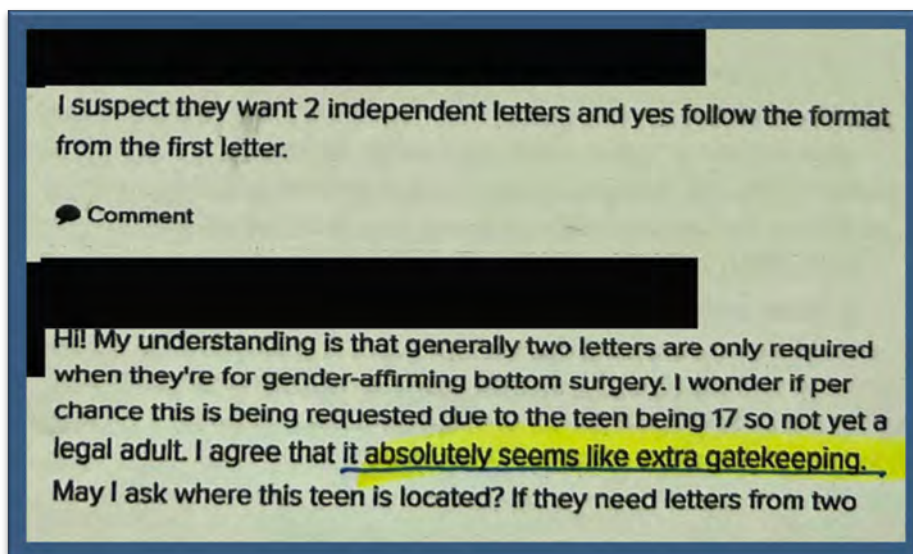 I suspect they want 2 independent letters and yes follow the format
from the first letter.
Comment
Hi! My understanding is that generally two letters are only required
when they're for gender-affirming bottom surgery. I wonder if per
chance this is being requested due to the teen being 17 so not yet a
legal adult. I agree that it absolutely seems like extra gatekeeping.
May I ask where this teen is located? If they need letters from two